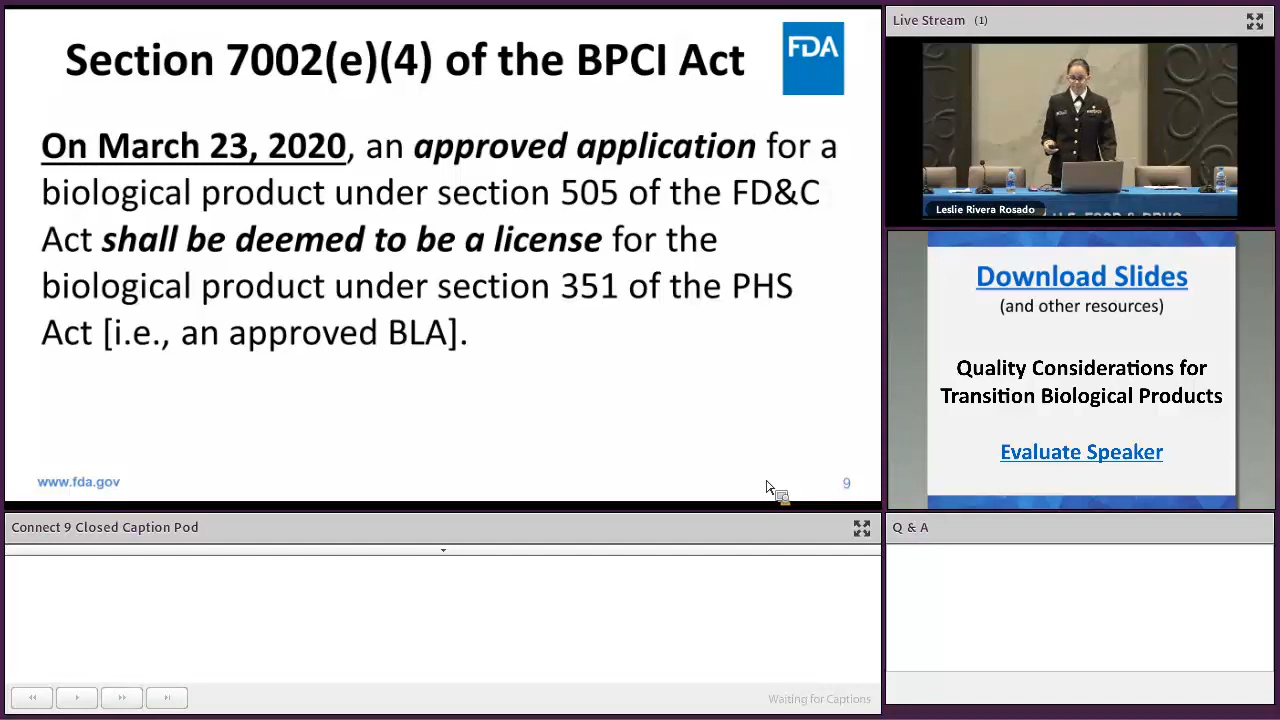 Section 7002(e)(4) of the BPCI Act
FDA
On March 23, 2020, an approved application for a
biological product under section 505 of the FD&C
Act shall be deemed to be a license for the
biological product under section 351 of the PHS
Act [i.e., an approved BLA].
www.fda.gov
9
Live Stream (1)
Leslie Rivera Rosado
U.S. FOOD & DRUG
Download Slides
(and other resources)
Quality Considerations for
Transition Biological Products
Evaluate Speaker
Connect 9 Closed Caption Pod
Waiting for Captions
Q & A